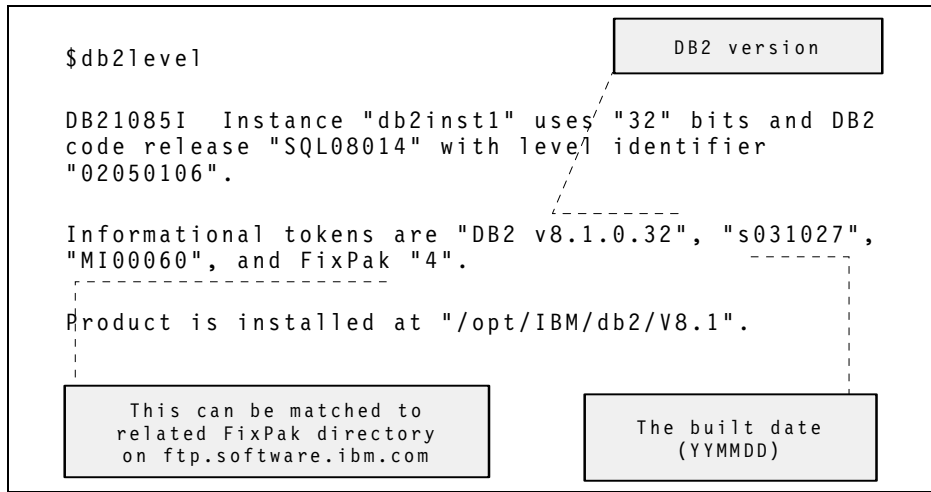 $db2level
DB2 version
DB21085I Instance "db2inst1" uses "32" bits and DB2
code release "SQL08014" with level identifier
"02050106".
Informational tokens are "DB2 v8.1.0.32", "s031027",
"MI00060", and FixPak "4".
Product is installed at "/opt/IBM/db2/V8.1".
This can be matched to
related FixPak directory
on ftp.software.ibm.com
The built date
(YYMMDD)